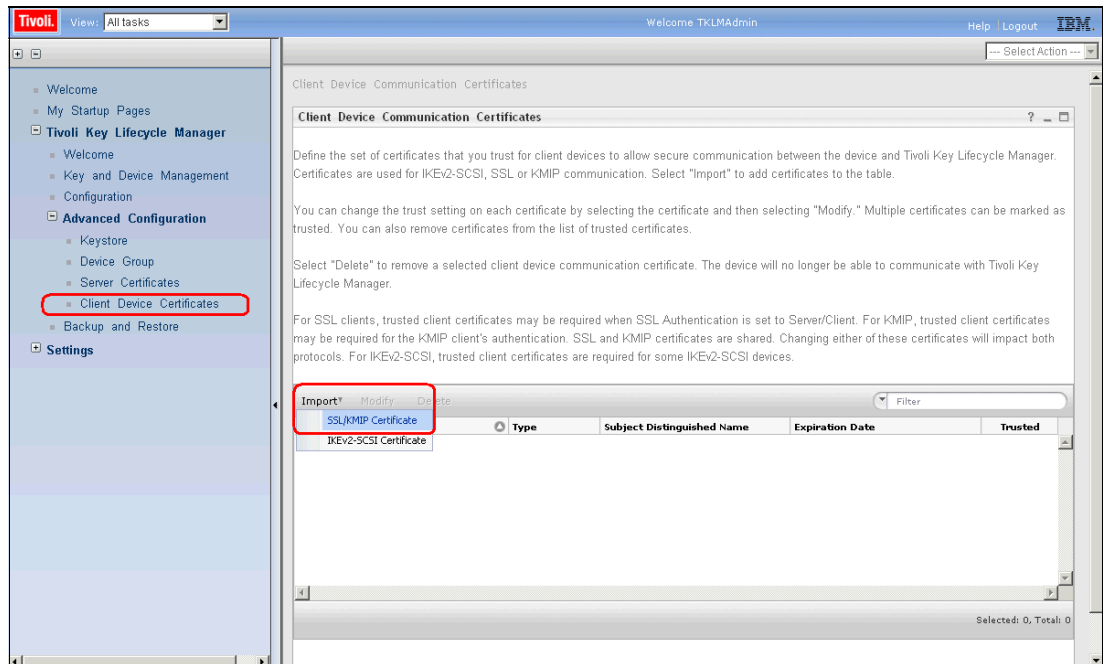 Tivoli. View: All tasks Welcome TKLMAdmin Help Logout IBM.
--- Select Action ---
Welcome
My Startup Pages
Tivoli Key Lifecycle Manager
Welcome
Key and Device Management
Configuration
Advanced Configuration
Keystore
Device Group
Server Certificates
Client Device Certificates
Backup and Restore
Settings
Client Device Communication Certificates
Client Device Communication Certificates ?
Define the set of certificates that you trust for client devices to allow secure communication between the device and Tivoli Key Lifecycle Manager.
Certificates are used for IKEv2-SCSI, SSL or KMIP communication. Select "Import" to add certificates to the table.
You can change the trust setting on each certificate by selecting the certificate and then selecting "Modify." Multiple certificates can be marked as
trusted. You can also remove certificates from the list of trusted certificates.
Select "Delete" to remove a selected client device communication certificate. The device will no longer be able to communicate with Tivoli Key
Lifecycle Manager.
For SSL clients, trusted client certificates may be required when SSL Authentication is set to Server/Client. For KMIP, trusted client certificates
may be required for the KMIP client's authentication. SSL and KMIP certificates are shared. Changing either of these certificates will impact both
protocols. For IKEv2-SCSI, trusted client certificates are required for some IKEv2-SCSI devices.
Import Modify Delete Filter
SSL/KMIP Certificate
IKEv2-SCSI Certificate
Type Subject Distinguished Name Expiration Date Trusted
Selected: 0, Total: 0